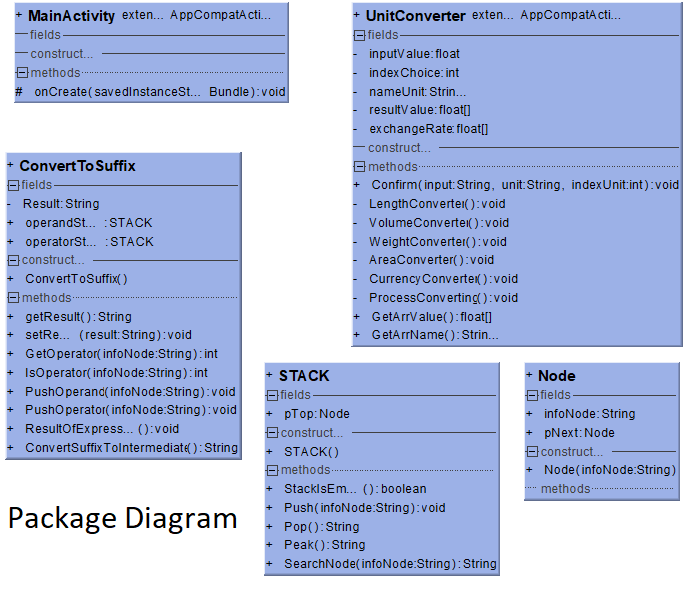 + MainActivity exten... AppCompatActi...
fields
construct...
methods
# onCreate(savedInstanceSt... Bundle):void
+ UnitConverter exten... AppCompatActi...
fields
- inputValue:float
- indexChoice:int
- nameUnit:Strin...
- resultValue:float[]
- exchangeRate:float[]
construct...
methods
+ Confirm(input:String, unit:String, indexUnit:int):void
- LengthConverter():void
- VolumeConverter():void
- WeightConverter():void
- AreaConverter():void
- CurrencyConverter():void
- ProcessConverting():void
+ GetArrValue():float[]
+ GetArrName():Strin...
+ ConvertToSuffix
fields
- Result:String
+ operandSt... :STACK
+ operatorSt... :STACK
construct...
+ ConvertToSuffix()
methods
+ getResult():String
+ setRe... (result:String):void
+ GetOperator(infoNode:String):int
+ IsOperator(infoNode:String):int
+ PushOperand(infoNode:String):void
+ PushOperator(infoNode:String):void
+ ResultOfExpress... ():void
+ ConvertSuffixToIntermediate():String
+ STACK
fields
+ pTop:Node
construct...
+ STACK()
methods
+ StackIsEm... ():boolean
+ Push(infoNode:String):void
+ Pop():String
+ Peak():String
+ SearchNode(infoNode:String):String
+ Node
fields
+ infoNode:String
+ pNext:Node
construct...
+ Node(infoNode:String)
methods
Package Diagram